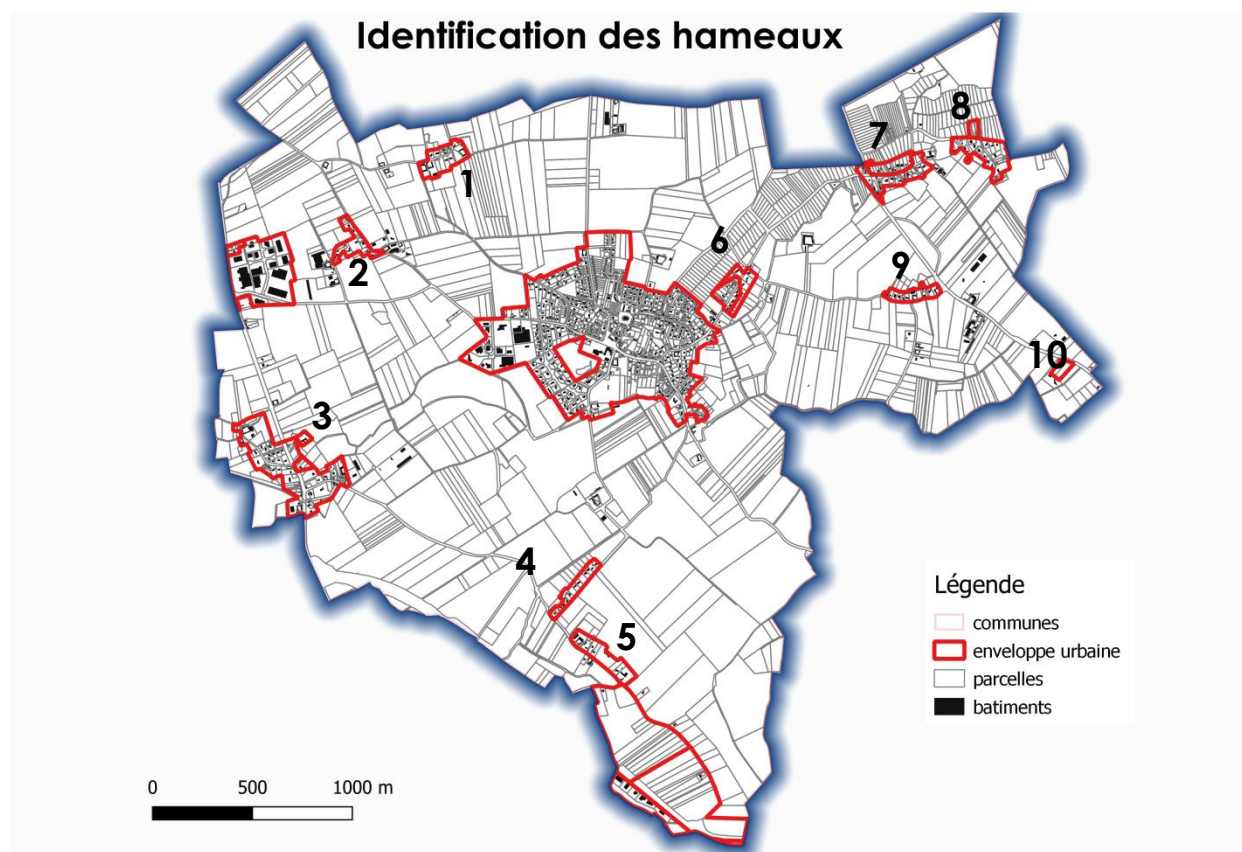 Identification des hameaux
8
7
1
6
2
9
10
3
4
5
Légende
communes
enveloppe urbaine
parcelles
batiments
0 500 1000 m